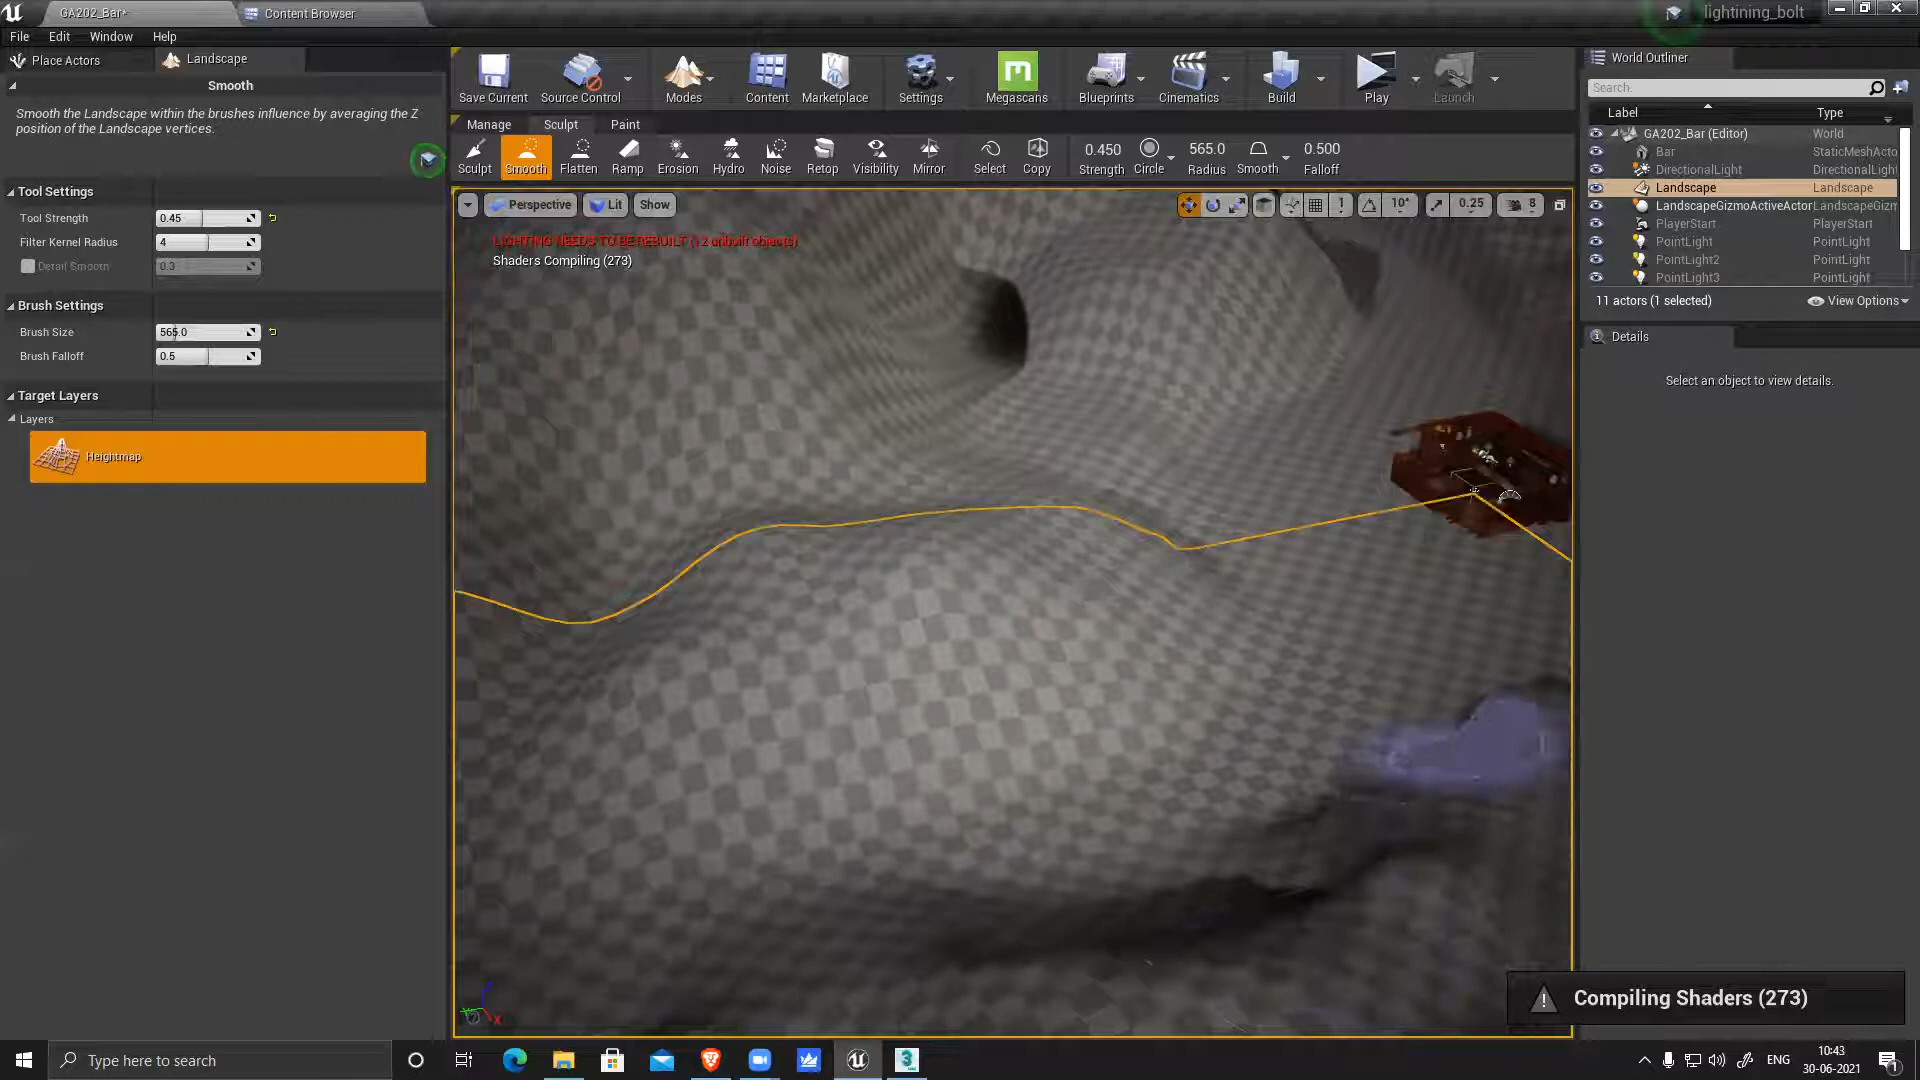 GA202_Bar*
Content Browser
lightining_bolt
File Edit Window Help
Place Actors
Landscape
Smooth
Smooth the Landscape within the brushes influence by averaging the Z
position of the Landscape vertices.
Tool Settings
Tool Strength 0.45
Filter Kernel Radius 4
Detail Smooth 0.3
Brush Settings
Brush Size 565.0
Brush Falloff 0.5
Target Layers
Layers
Heightmap
Save Current Source Control Modes Content Marketplace Settings Megascans Blueprints Cinematics Build Play Launch
Manage Sculpt Paint
0.450 565.0 0.500
Sculpt Smooth Flatten Ramp Erosion Hydro Noise Retop Visibility Mirror Select Copy Strength Circle Radius Smooth Falloff
Perspective Lit Show
1 10° 0.25 8
LIGHTING NEEDS TO BE REBUILT (12 unbuilt objects)
Shaders Compiling (273)
World Outliner
Search.
Label Type
GA202_Bar (Editor) World
Bar StaticMeshActo
DirectionalLight DirectionalLight
Landscape Landscape
LandscapeGizmoActiveActor LandscapeGizm
PlayerStart PlayerStart
PointLight PointLight
PointLight2 PointLight
PointLight3 PointLight
11 actors (1 selected) View Options
Details
Select an object to view details.
Compiling Shaders (273)
Type here to search
ENG
10:43
30-06-2021
1